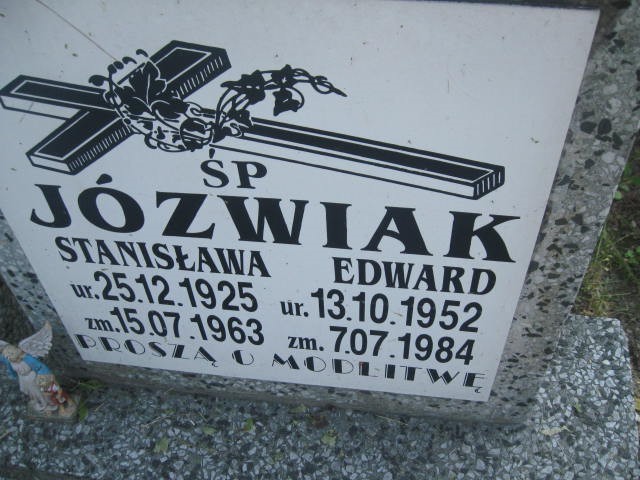 ŚP
JÓZWIAK
STANISŁAWA EDWARD
ur. 25.12.1925 ur. 13.10.1952
zm. 15.07.1963 zm. 7.07.1984
PROSZĄ O MODLITWĘ